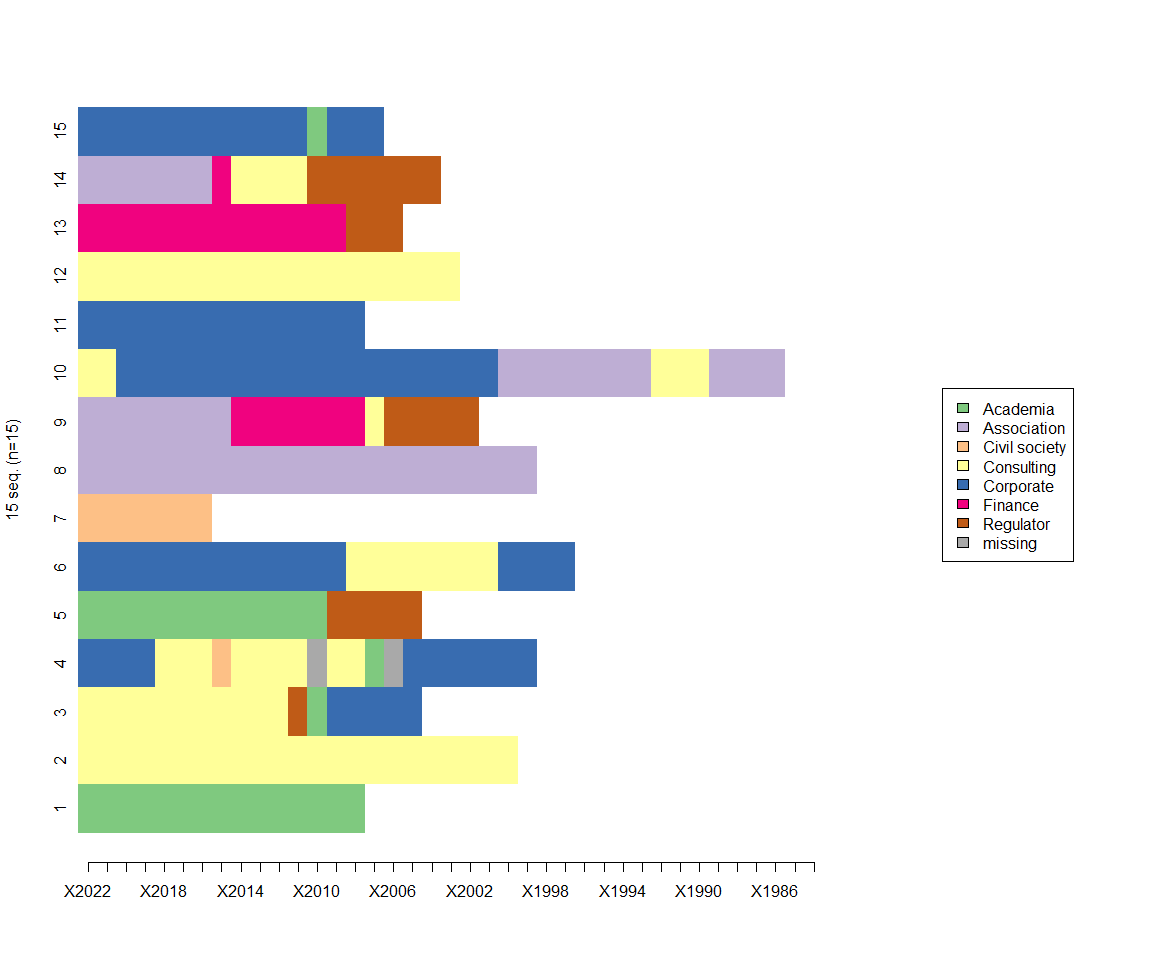 15
14
13
12
11
10
9
8
7
6
5
4
3
2
1
15 seq. (n=15)
X2022 X2018 X2014 X2010 X2006 X2002 X1998 X1994 X1990 X1986
Academia
Association
Civil society
Consulting
Corporate
Finance
Regulator
missing